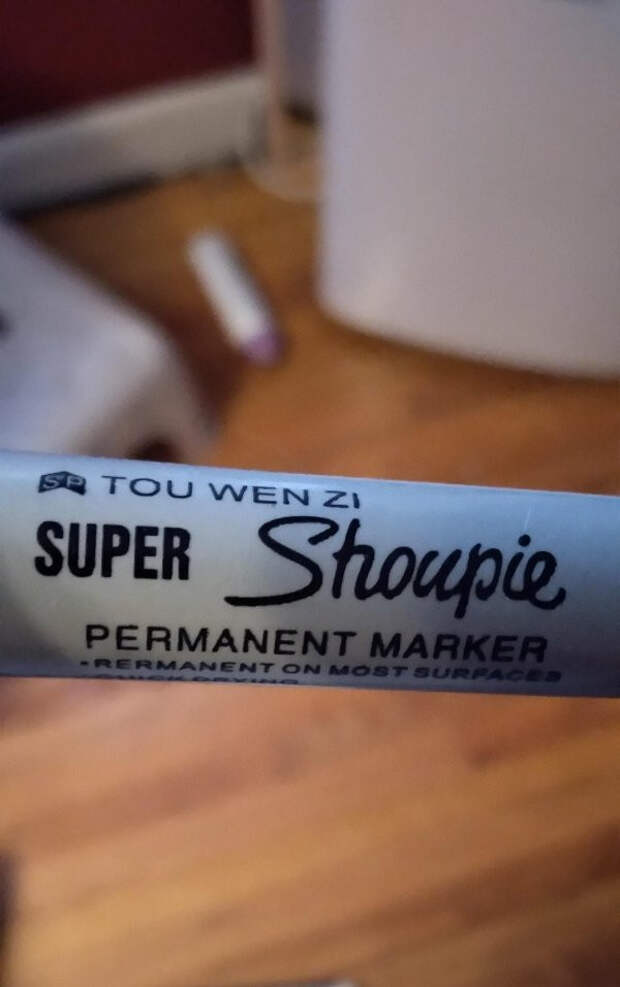 SP TOU WEN ZI
SUPER Shoupie
PERMANENT MARKER
•RERMANENT ON MOST SURFACES